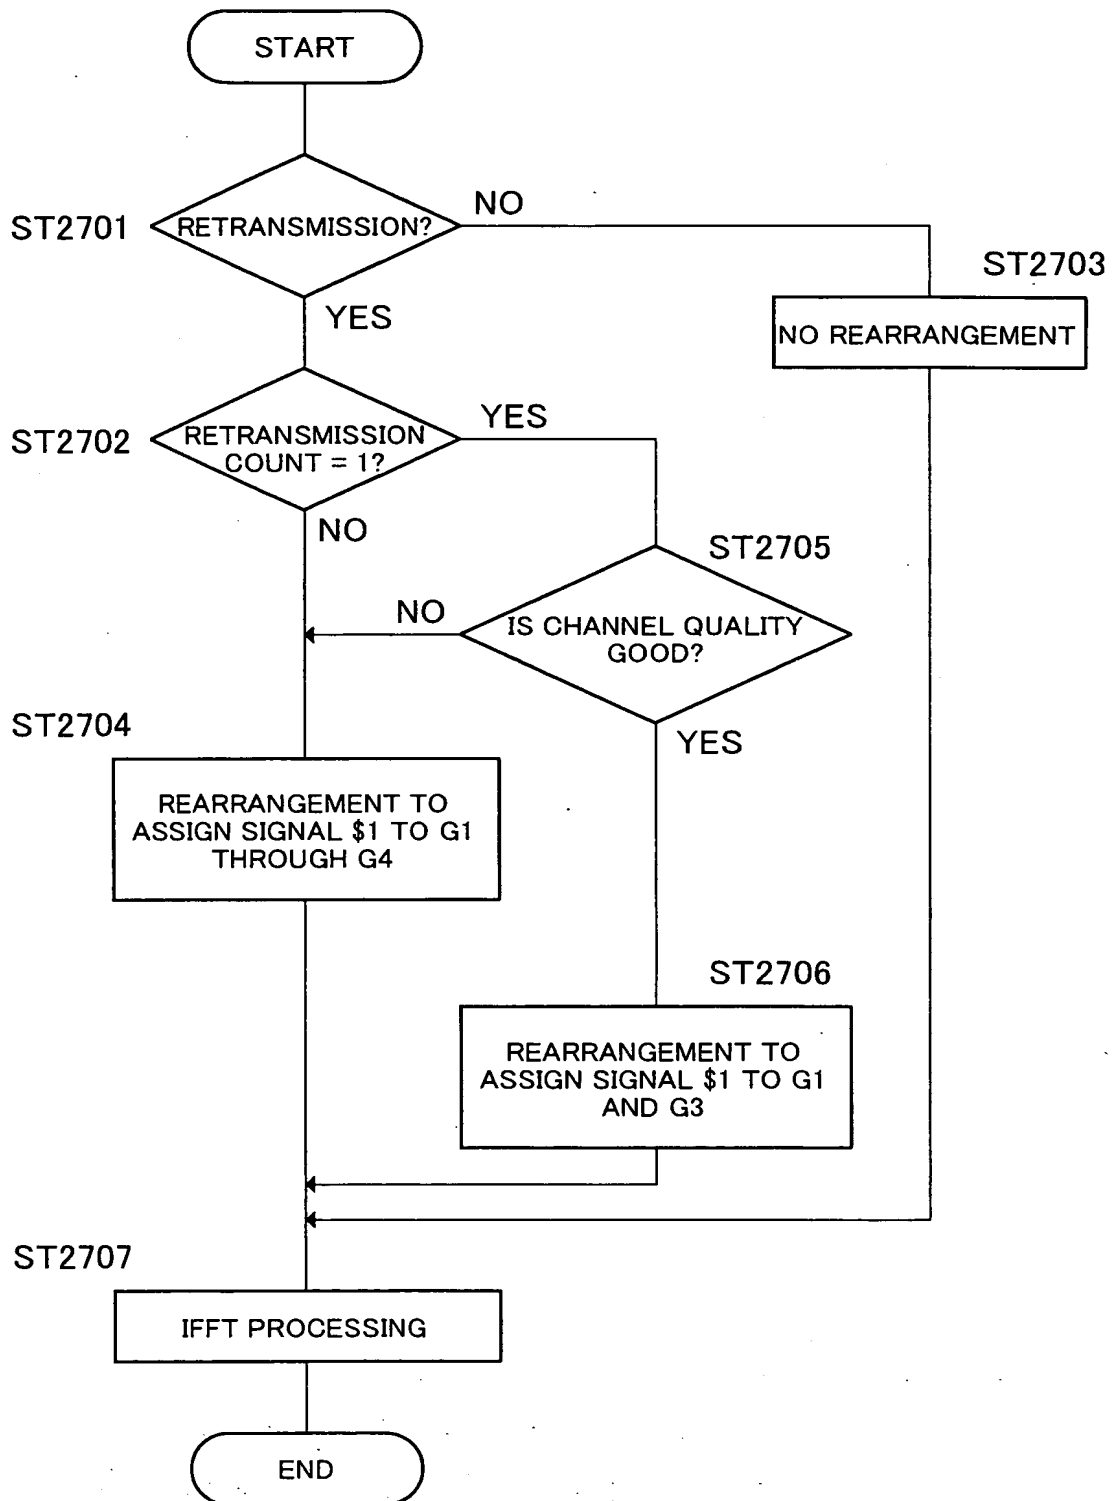 START
ST2701
RETRANSMISSION?
NO
ST2703
NO REARRANGEMENT
YES
ST2702
RETRANSMISSION
COUNT = 1?
YES
NO
ST2705
IS CHANNEL QUALITY
GOOD?
NO
YES
ST2704
REARRANGEMENT TO
ASSIGN SIGNAL $1 TO G1
THROUGH G4
ST2706
REARRANGEMENT TO
ASSIGN SIGNAL $1 TO G1
AND G3
ST2707
IFFT PROCESSING
END